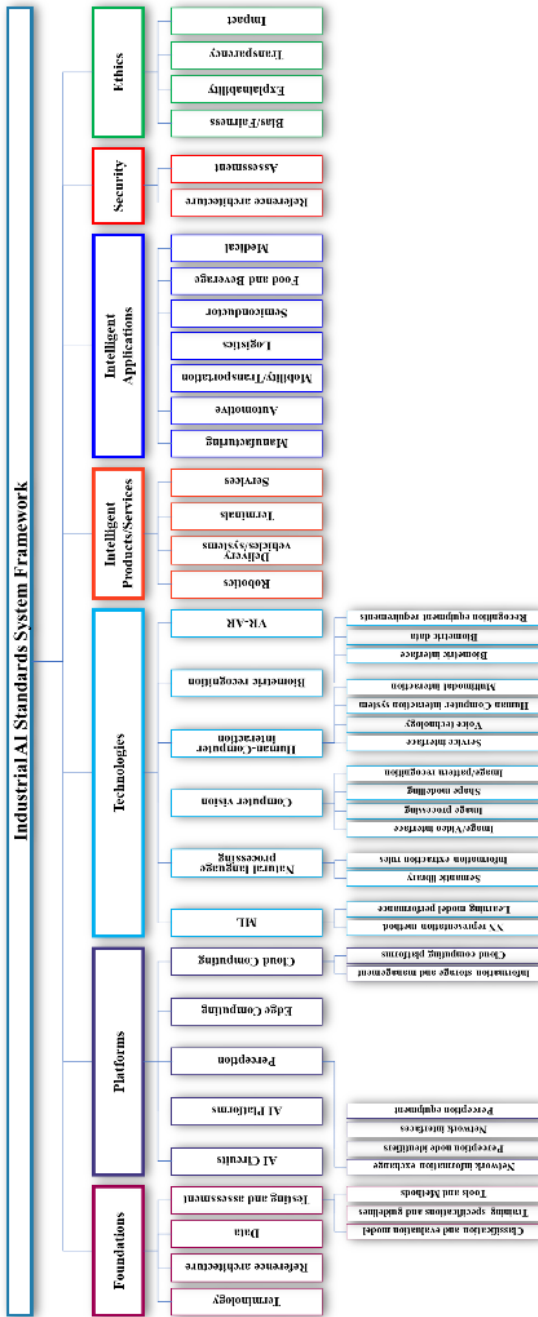 Industrial AI Standards System Framework
Foundations
Terminology
Reference architecture
Data
Testing and assessment
Classification and evaluation model
Training specifications and guidelines
Tools and Methods
Platforms
AI Circuits
AI Platforms
Perception
Network information exchange
Perception node identifiers
Network interfaces
Perception equipment
Edge Computing
Cloud Computing
Information storage and management
Cloud computing platforms
Technologies
ML
NN representation method
Learning model performance
Natural language
processing
Semantic library
Information extraction rules
Computer vision
Image/Video interface
Image processing
Shape modelling
Image/pattern recognition
Human-Computer
interaction
Service interface
Voice technology
Human Computer interaction system
Multimodal interaction
Biometric recognition
Biometric interface
Biometric data
Recognition equipment requirements
VR-AR
Intelligent
Products/Services
Robotics
Delivery
vehicles/systems
Terminals
Services
Intelligent
Applications
Manufacturing
Automotive
Mobility/Transportation
Logistics
Semiconductor
Food and Beverage
Medical
Security
Reference architecture
Assessment
Ethics
Bias/Fairness
Explainability
Transparency
Impact